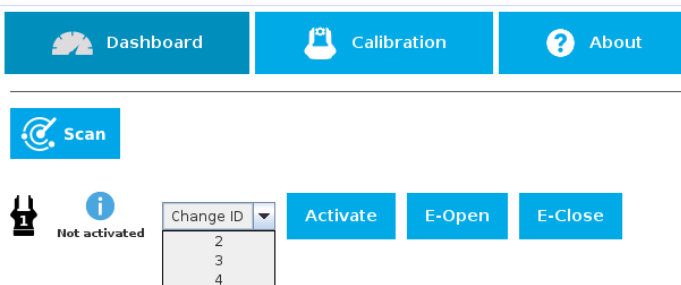 Dashboard
Calibration
? About
Scan
1
i
Not activated
Change ID
Activate
E-Open
E-Close
2
3
4